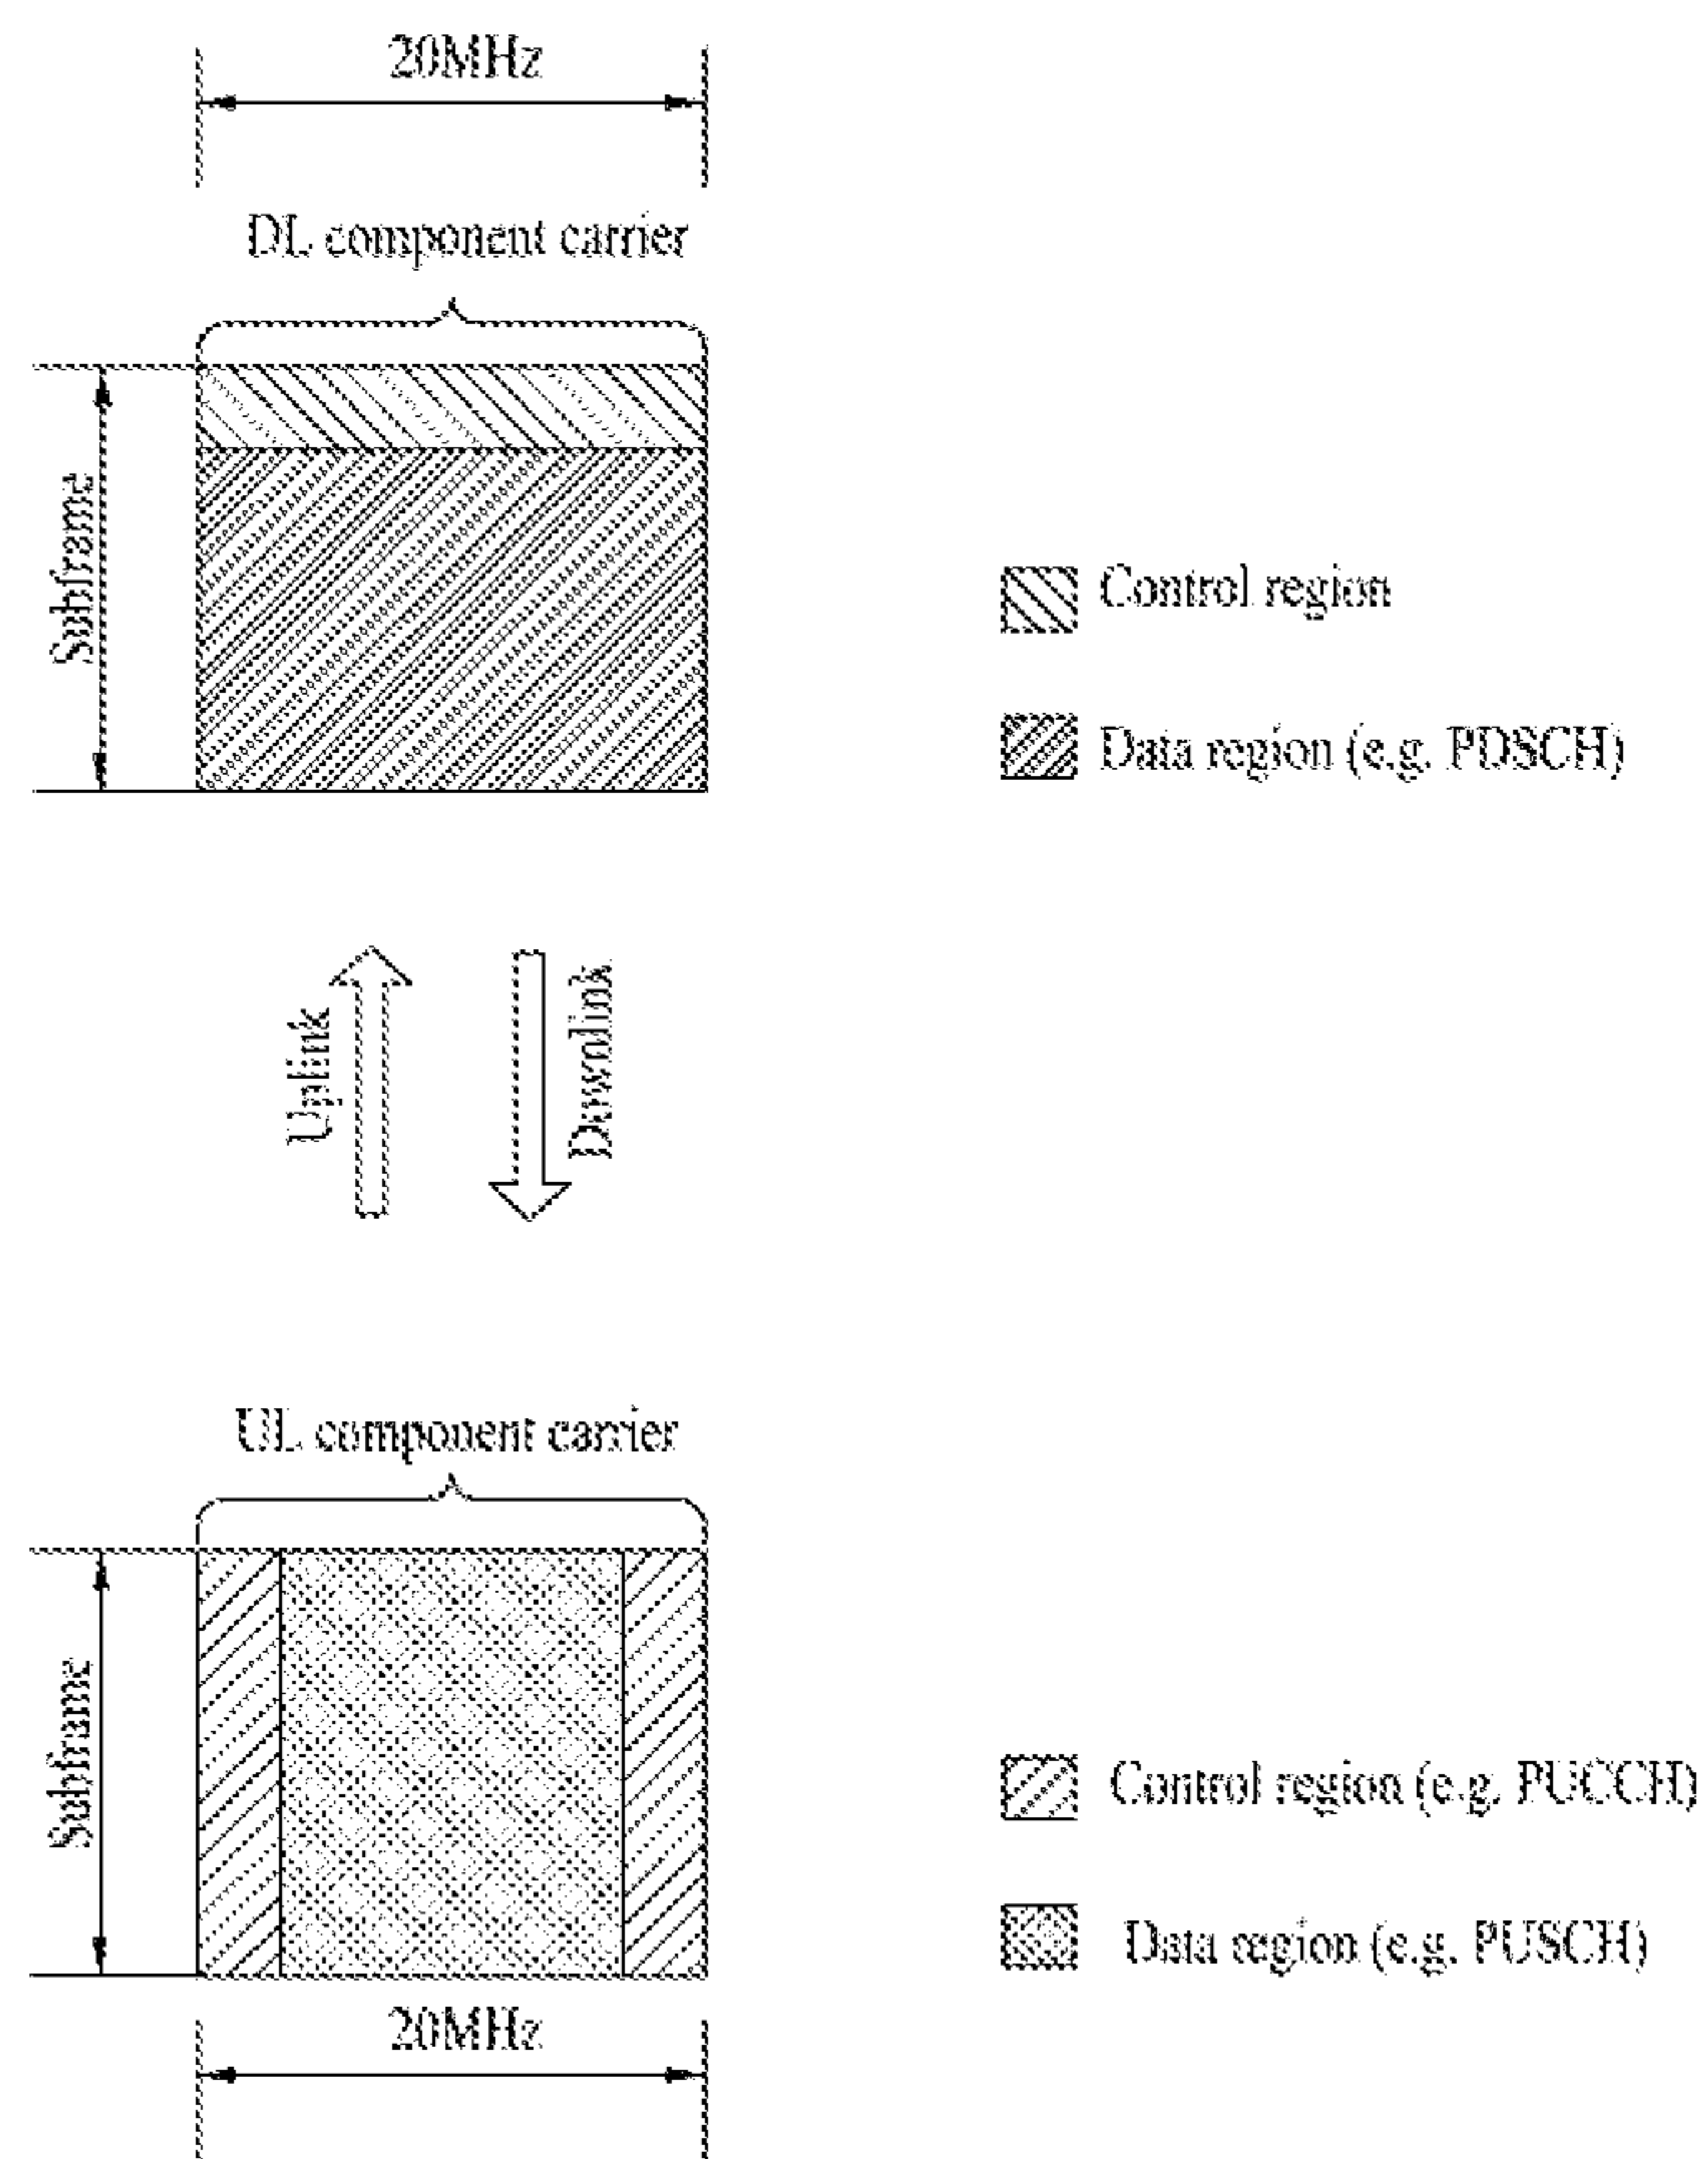 20MHz
DL component carrier
Subframe
Control region
Data region (e.g. PDSCH)
Uplink
Downlink
UL component carrier
Subframe
Control region (e.g. PUCCH)
Data region (e.g. PUSCH)
20MHz